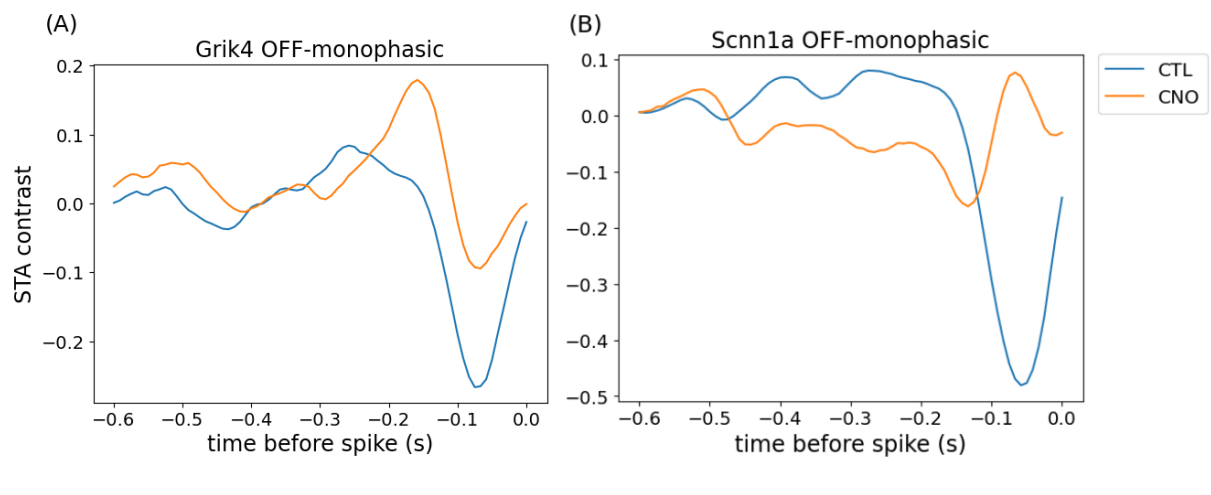 (A)
Grik4 OFF-monophasic
0.2
0.1
0.0
−0.1
−0.2
STA contrast
−0.6 −0.5 −0.4 −0.3 −0.2 −0.1 0.0
time before spike (s)
(B)
Scnn1a OFF-monophasic
0.1
0.0
−0.1
−0.2
−0.3
−0.4
−0.5
−0.6 −0.5 −0.4 −0.3 −0.2 −0.1 0.0
time before spike (s)
CTL
CNO